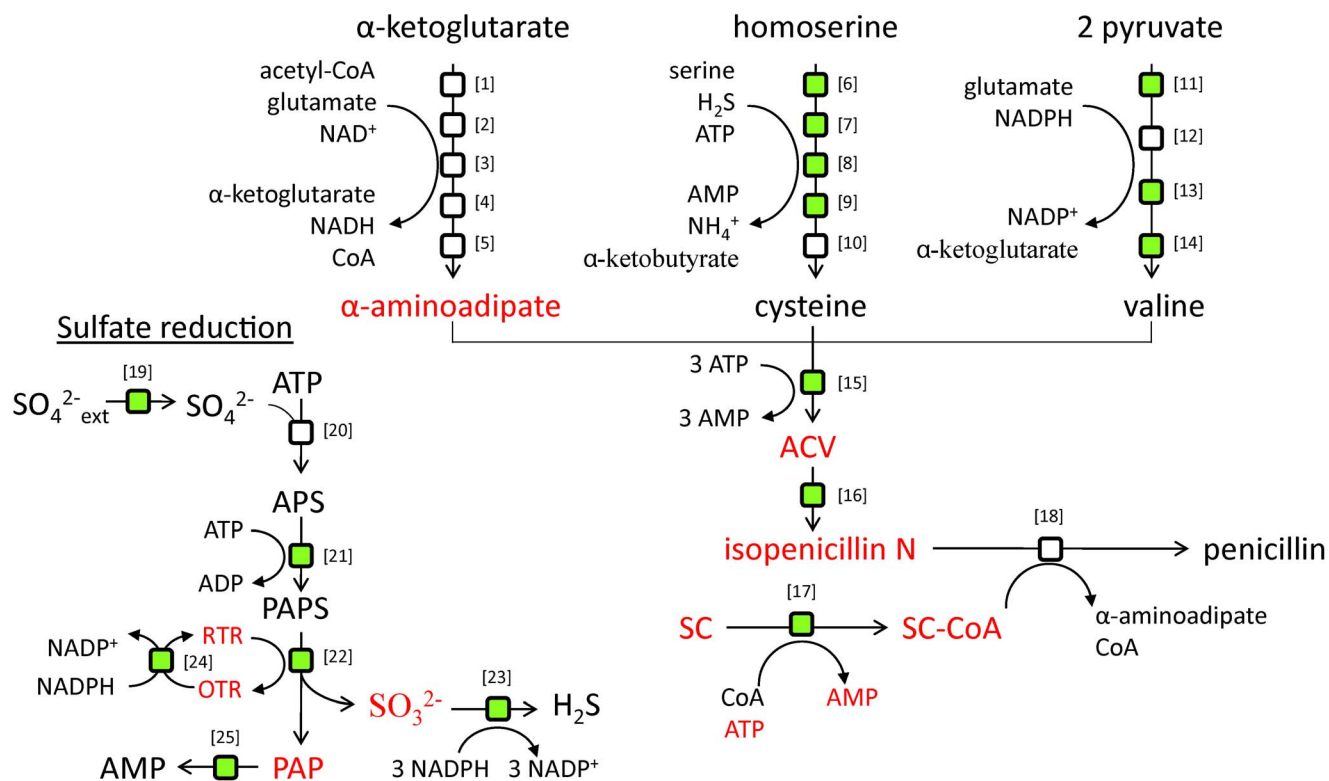 α-ketoglutarate
acetyl-CoA
glutamate
NAD⁺
α-ketoglutarate
NADH
CoA
[1]
[2]
[3]
[4]
[5]
α-aminoadipate
homoserine
serine
H₂S
ATP
AMP
NH₄⁺
α-ketobutyrate
[6]
[7]
[8]
[9]
[10]
cysteine
2 pyruvate
glutamate
NADPH
NADP⁺
α-ketoglutarate
[11]
[12]
[13]
[14]
valine
3 ATP
3 AMP
[15]
ACV
[16]
isopenicillin N
[18]
penicillin
α-aminoadipate
CoA
SC
[17]
SC-CoA
CoA
ATP
AMP
Sulfate reduction
SO₄²⁻ext
[19]
SO₄²⁻
ATP
[20]
APS
ATP
ADP
[21]
PAPS
NADP⁺
NADPH
[24]
RTR
OTR
[22]
SO₃²⁻
[23]
H₂S
3 NADPH
3 NADP⁺
AMP
[25]
PAP